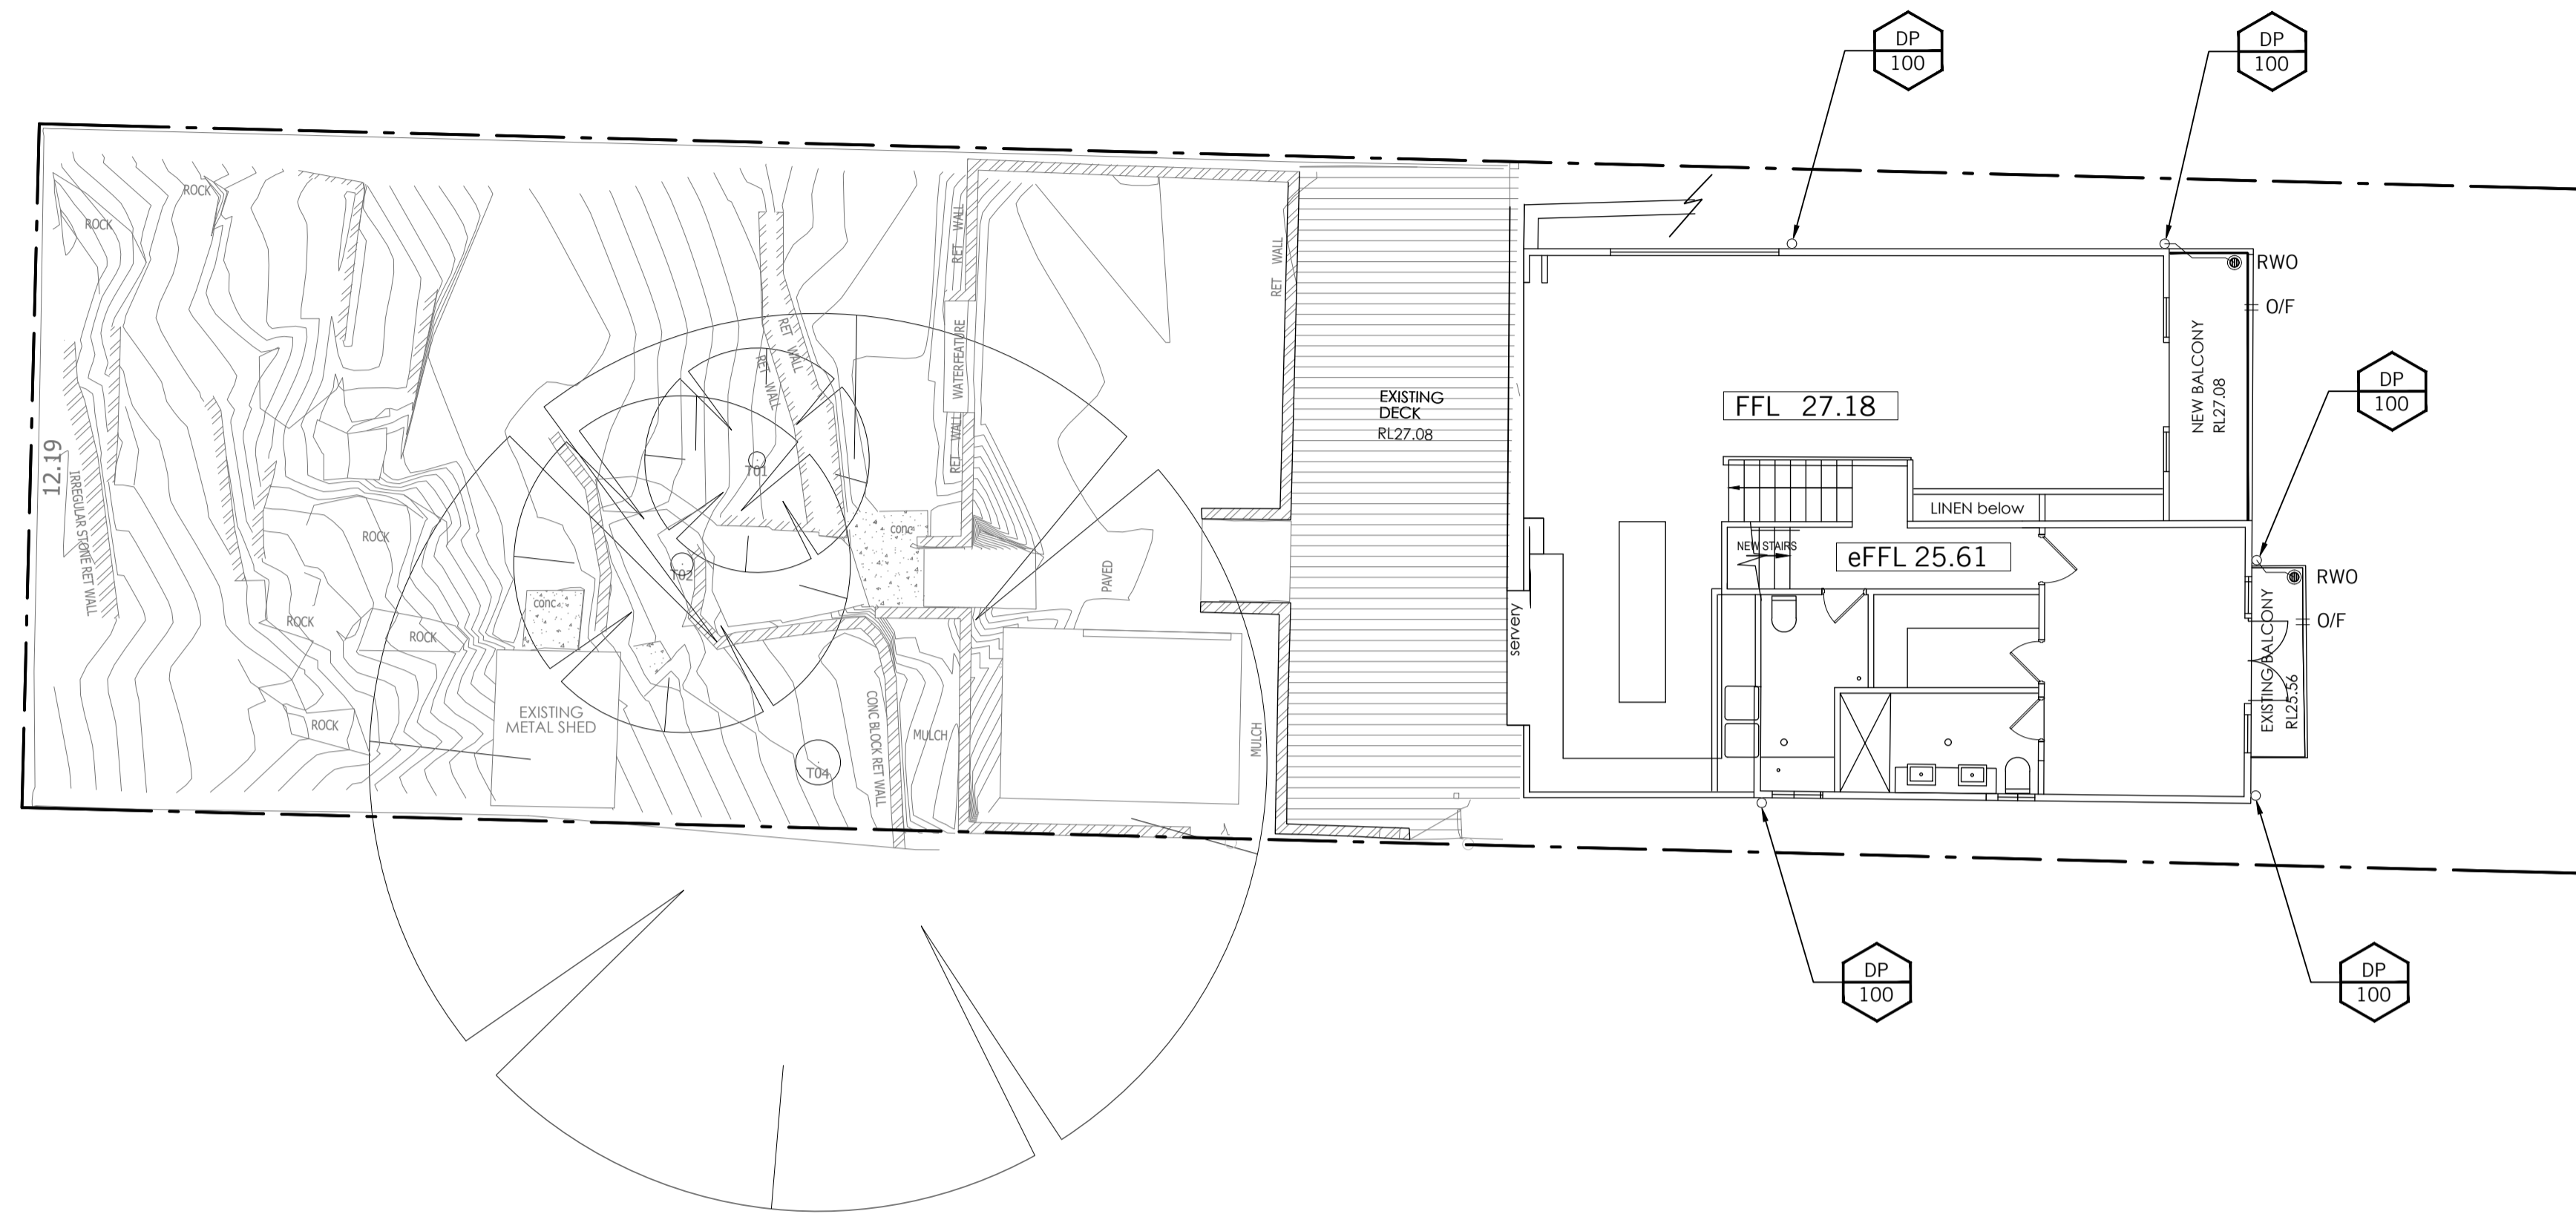 DP
100
DP
100
DP
100
DP
100
DP
100
ROCK
ROCK
ROCK
ROCK
ROCK
ROCK
12.19
IRREGULAR STONE RET WALL
RET WALL
RET WALL
RET WALL
WATERFEATURE
RET WALL
RET WALL
T01
T02
T04
conc
conc.
EXISTING
METAL SHED
CONC BLOCK RET WALL
MULCH
PAVED
MULCH
EXISTING
DECK
RL27.08
servery
FFL 27.18
LINEN below
NEW STAIRS
eFFL 25.61
NEW BALCONY
RL27.08
RWO
O/F
RWO
O/F
EXISTING BALCONY
RL25.56